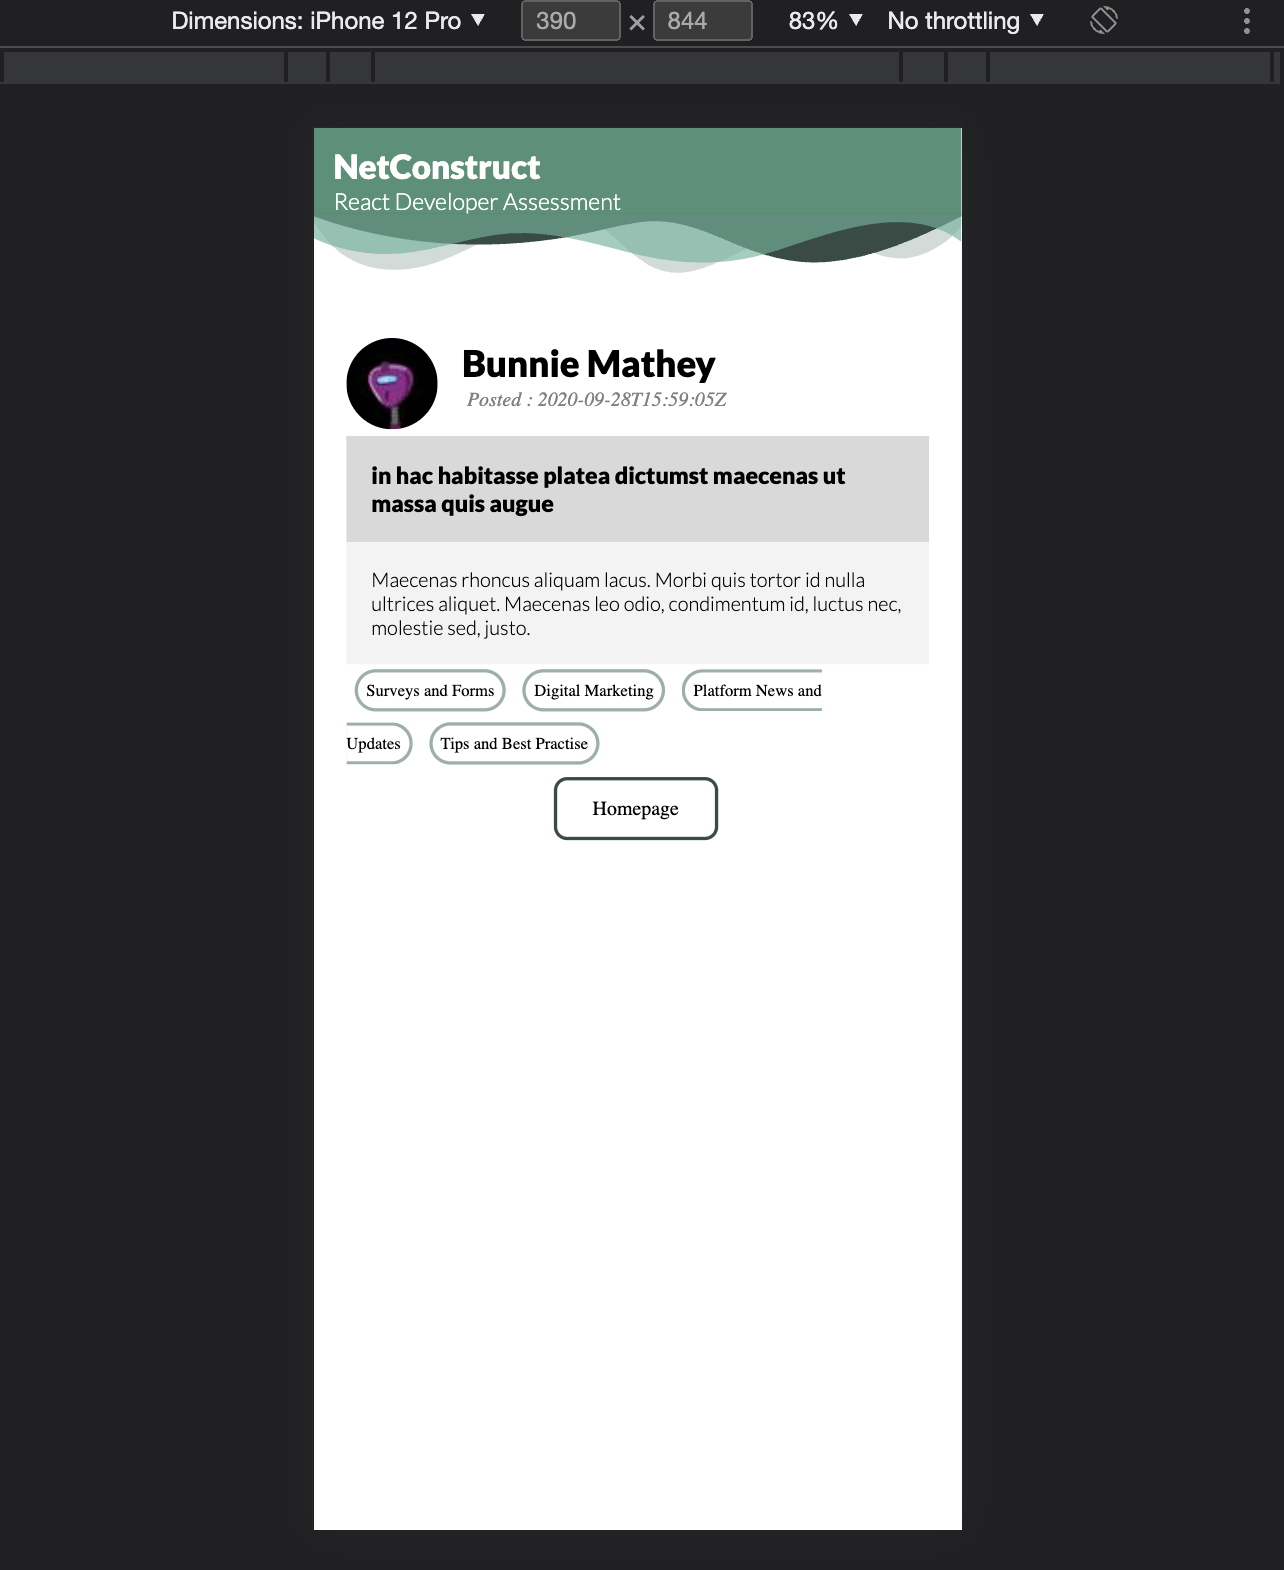 Dimensions: iPhone 12 Pro ▼ 390 × 844 83% ▼ No throttling ▼
NetConstruct
React Developer Assessment
Bunnie Mathey
Posted : 2020-09-28T15:59:05Z
in hac habitasse platea dictumst maecenas ut
massa quis augue
Maecenas rhoncus aliquam lacus. Morbi quis tortor id nulla
ultrices aliquet. Maecenas leo odio, condimentum id, luctus nec,
molestie sed, justo.
Surveys and Forms Digital Marketing Platform News and
Updates Tips and Best Practise
Homepage